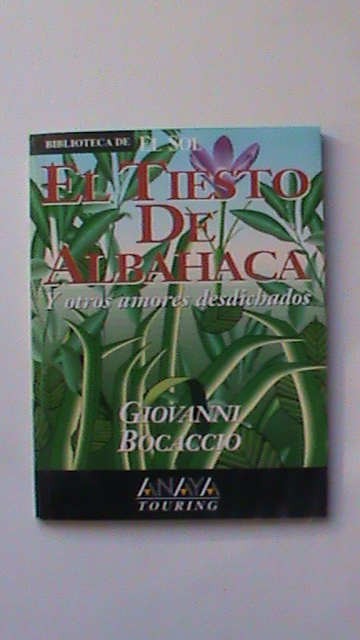 BIBLIOTECA DE EL SOL
EL TIESTO
DE
ALBAHACA
Y otros amores desdichados
GIOVANNI
BOCACCIO
ANAYA
TOURING